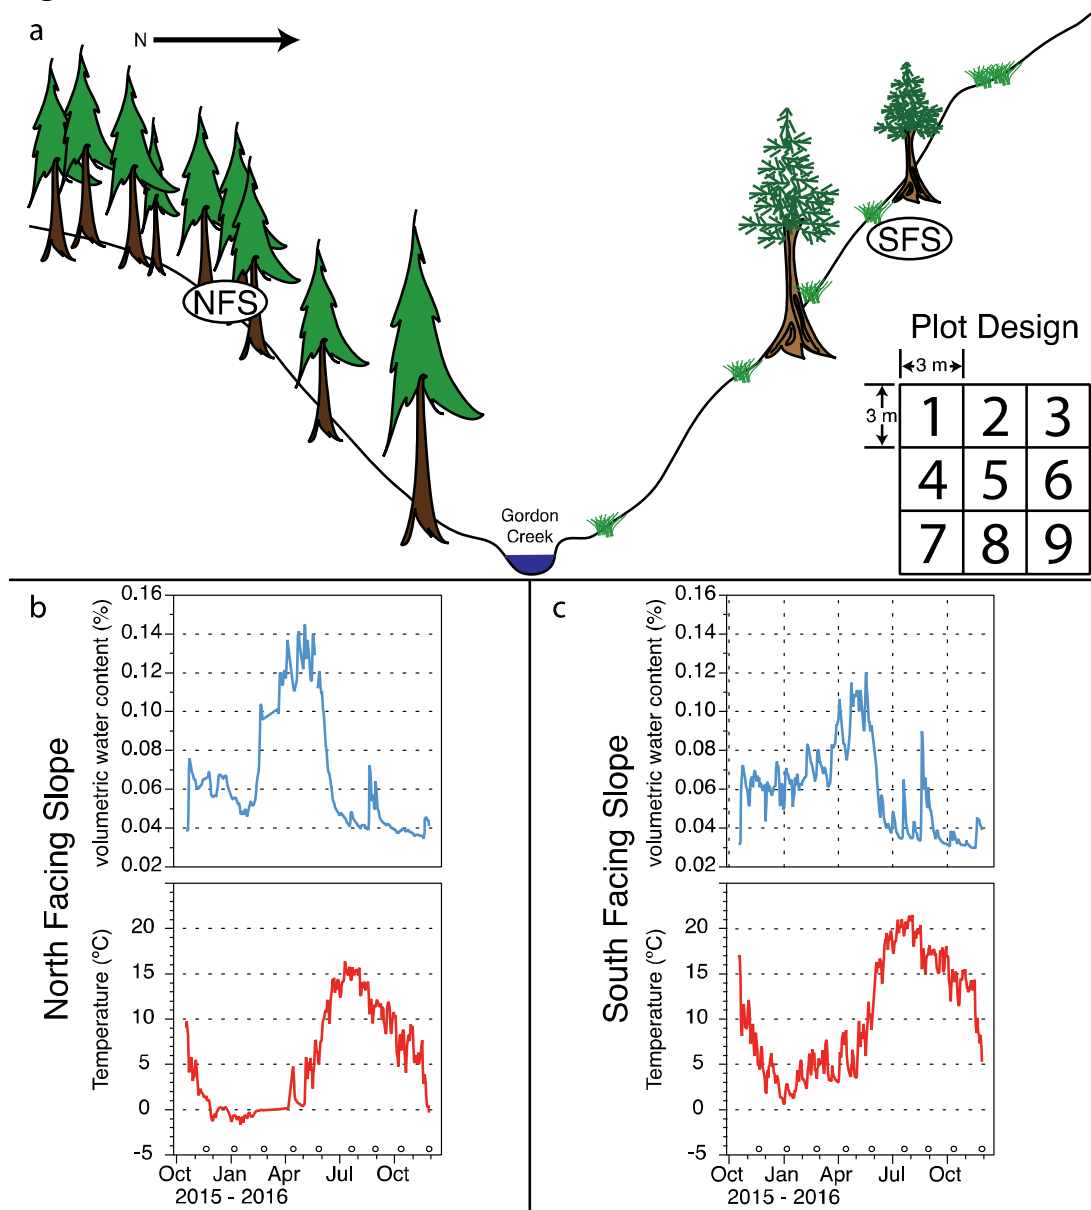 a
N
NFS
SFS
Gordon
Creek
Plot Design
3 m
3 m
1 2 3
4 5 6
7 8 9
b
North Facing Slope
volumetric water content (%)
0.16
0.14
0.12
0.10
0.08
0.06
0.04
0.02
Temperature (ºC)
20
15
10
5
0
-5
Oct Jan Apr Jul Oct
2015 - 2016
c
South Facing Slope
volumetric water content (%)
0.16
0.14
0.12
0.10
0.08
0.06
0.04
0.02
Temperature (ºC)
20
15
10
5
0
-5
Oct Jan Apr Jul Oct
2015 - 2016